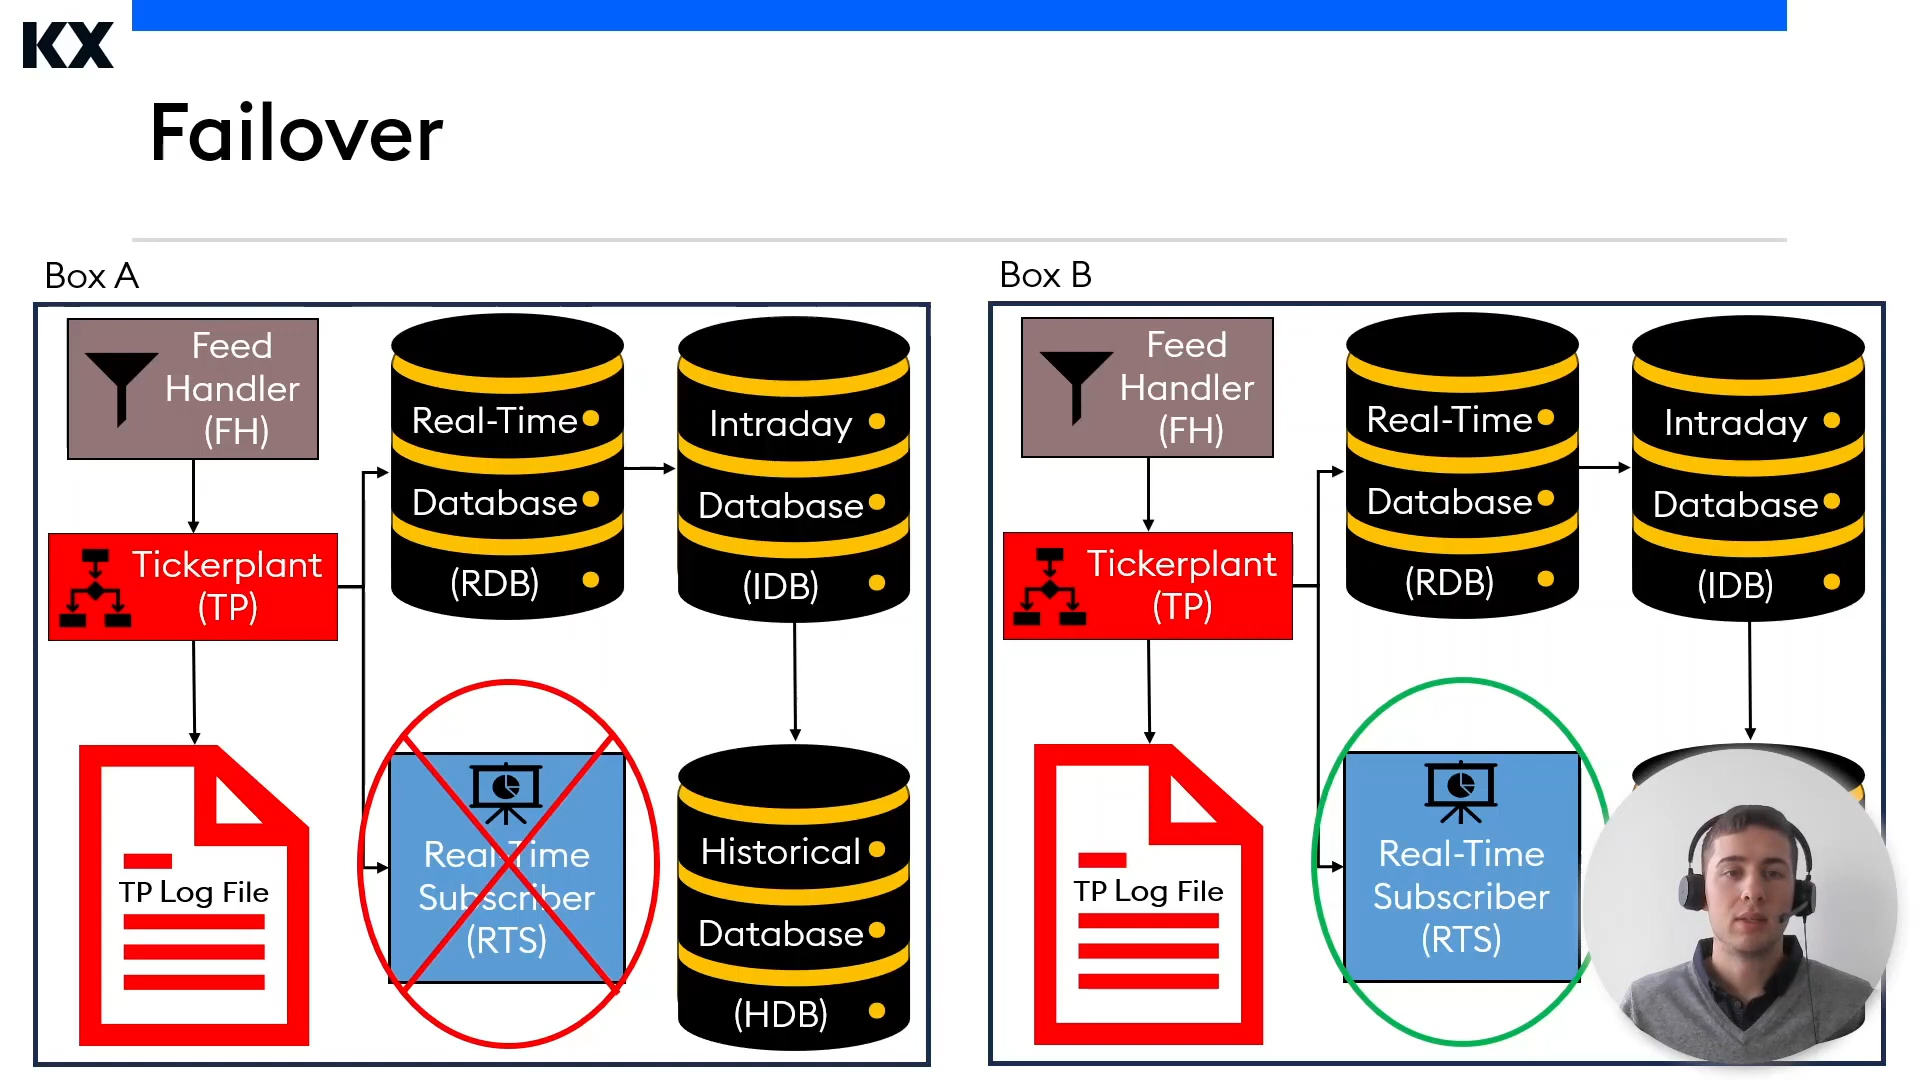 KX
Failover
Box A
Feed
Handler
(FH)
Tickerplant
(TP)
TP Log File
Real-Time
Database
(RDB)
Intraday
Database
(IDB)
Real-Time
Subscriber
(RTS)
Historical
Database
(HDB)
Box B
Feed
Handler
(FH)
Tickerplant
(TP)
TP Log File
Real-Time
Database
(RDB)
Intraday
Database
(IDB)
Real-Time
Subscriber
(RTS)